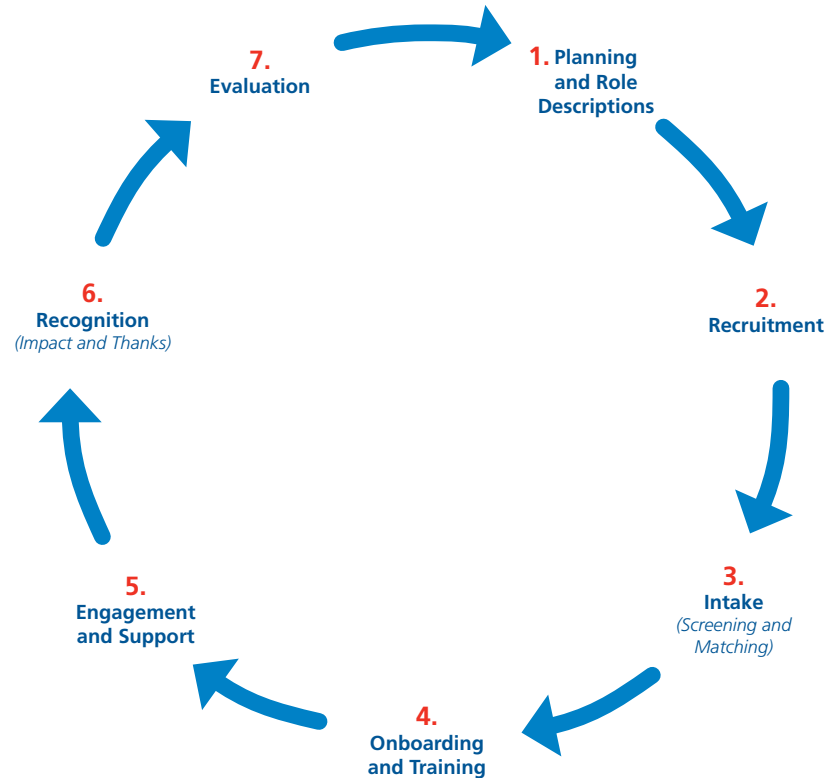 1. Planning
and Role
Descriptions
2.
Recruitment
3.
Intake
(Screening and
Matching)
4.
Onboarding
and Training
5.
Engagement
and Support
6.
Recognition
(Impact and Thanks)
7.
Evaluation